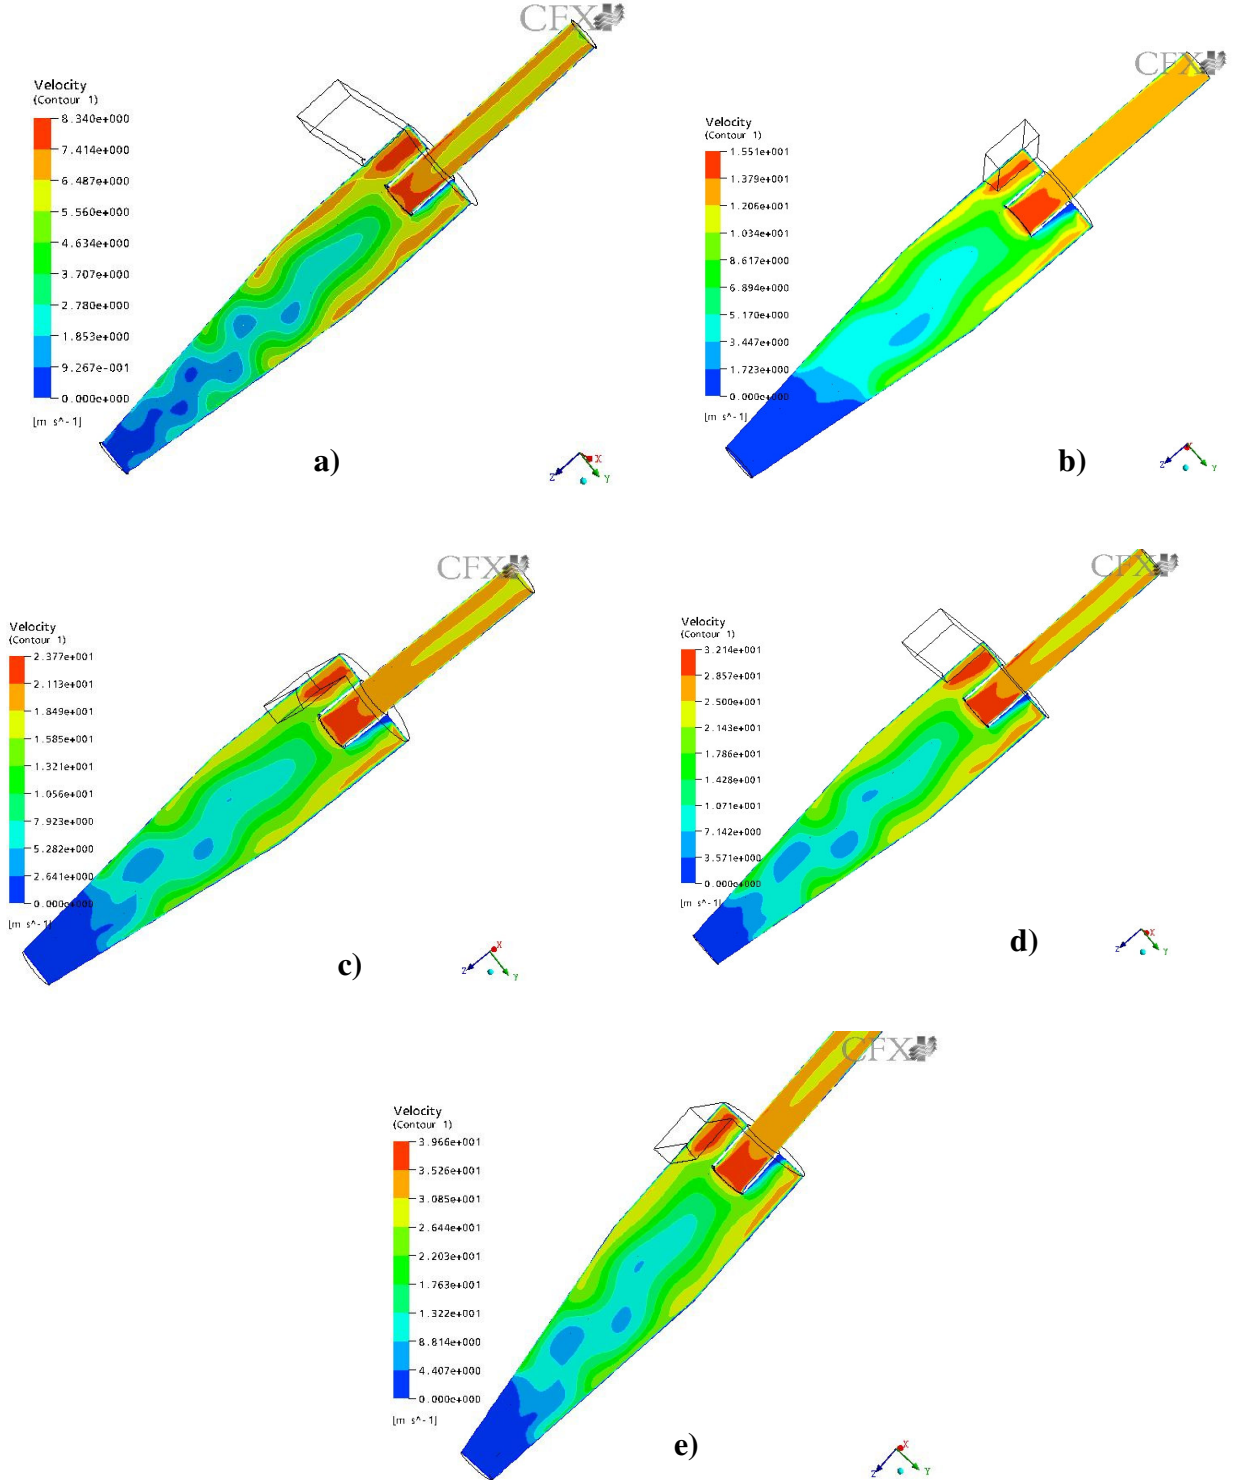 CFX
Velocity
(Contour 1)
8.340e+000
7.414e+000
6.487e+000
5.560e+000
4.634e+000
3.707e+000
2.780e+000
1.853e+000
9.267e-001
0.000e+000
[m s^-1]
a)
X
Z
Y
CFX
Velocity
(Contour 1)
1.551e+001
1.379e+001
1.206e+001
1.034e+001
8.617e+000
6.894e+000
5.170e+000
3.447e+000
1.723e+000
0.000e+000
[m s^-1]
b)
X
Z
Y
CFX
Velocity
(Contour 1)
2.377e+001
2.113e+001
1.849e+001
1.585e+001
1.321e+001
1.056e+001
7.923e+000
5.282e+000
2.641e+000
0.000e+000
[m s^-1]
c)
X
Z
Y
CFX
Velocity
(Contour 1)
3.214e+001
2.857e+001
2.500e+001
2.143e+001
1.786e+001
1.428e+001
1.071e+001
7.142e+000
3.571e+000
0.000e+000
[m s^-1]
d)
X
Z
Y
CFX
Velocity
(Contour 1)
3.966e+001
3.526e+001
3.085e+001
2.644e+001
2.203e+001
1.763e+001
1.322e+001
8.814e+000
4.407e+000
0.000e+000
[m s^-1]
e)
X
Z
Y